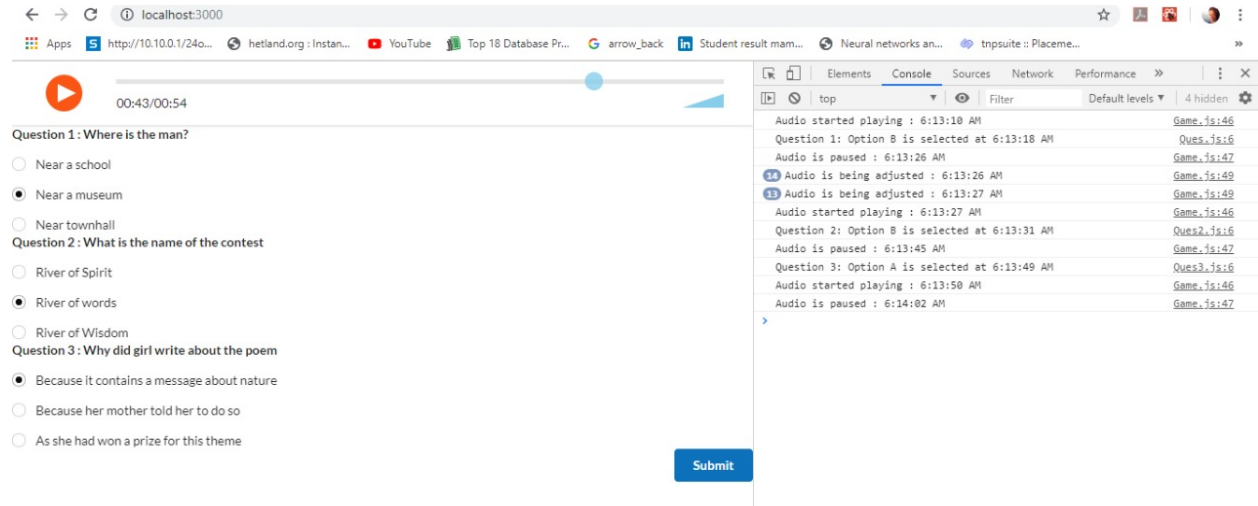 localhost:3000
Apps S http://10.10.0.1/24o... hetland.org : Instan... YouTube Top 18 Database Pr... G arrow_back in Student result mam... Neural networks an... tnpsuite :: Placeme... »
00:43/00:54
Question 1 : Where is the man?
Near a school
Near a museum
Near townhall
Question 2 : What is the name of the contest
River of Spirit
River of words
River of Wisdom
Question 3 : Why did girl write about the poem
Because it contains a message about nature
Because her mother told her to do so
As she had won a prize for this theme
Submit
Elements Console Sources Network Performance »
top Filter Default levels 4 hidden
Audio started playing : 6:13:10 AM Game.js:46
Question 1: Option B is selected at 6:13:18 AM Ques.js:6
Audio is paused : 6:13:26 AM Game.js:47
14 Audio is being adjusted : 6:13:26 AM Game.js:49
13 Audio is being adjusted : 6:13:27 AM Game.js:49
Audio started playing : 6:13:27 AM Game.js:46
Question 2: Option B is selected at 6:13:31 AM Ques2.js:6
Audio is paused : 6:13:45 AM Game.js:47
Question 3: Option A is selected at 6:13:49 AM Ques3.js:6
Audio started playing : 6:13:50 AM Game.js:46
Audio is paused : 6:14:02 AM Game.js:47